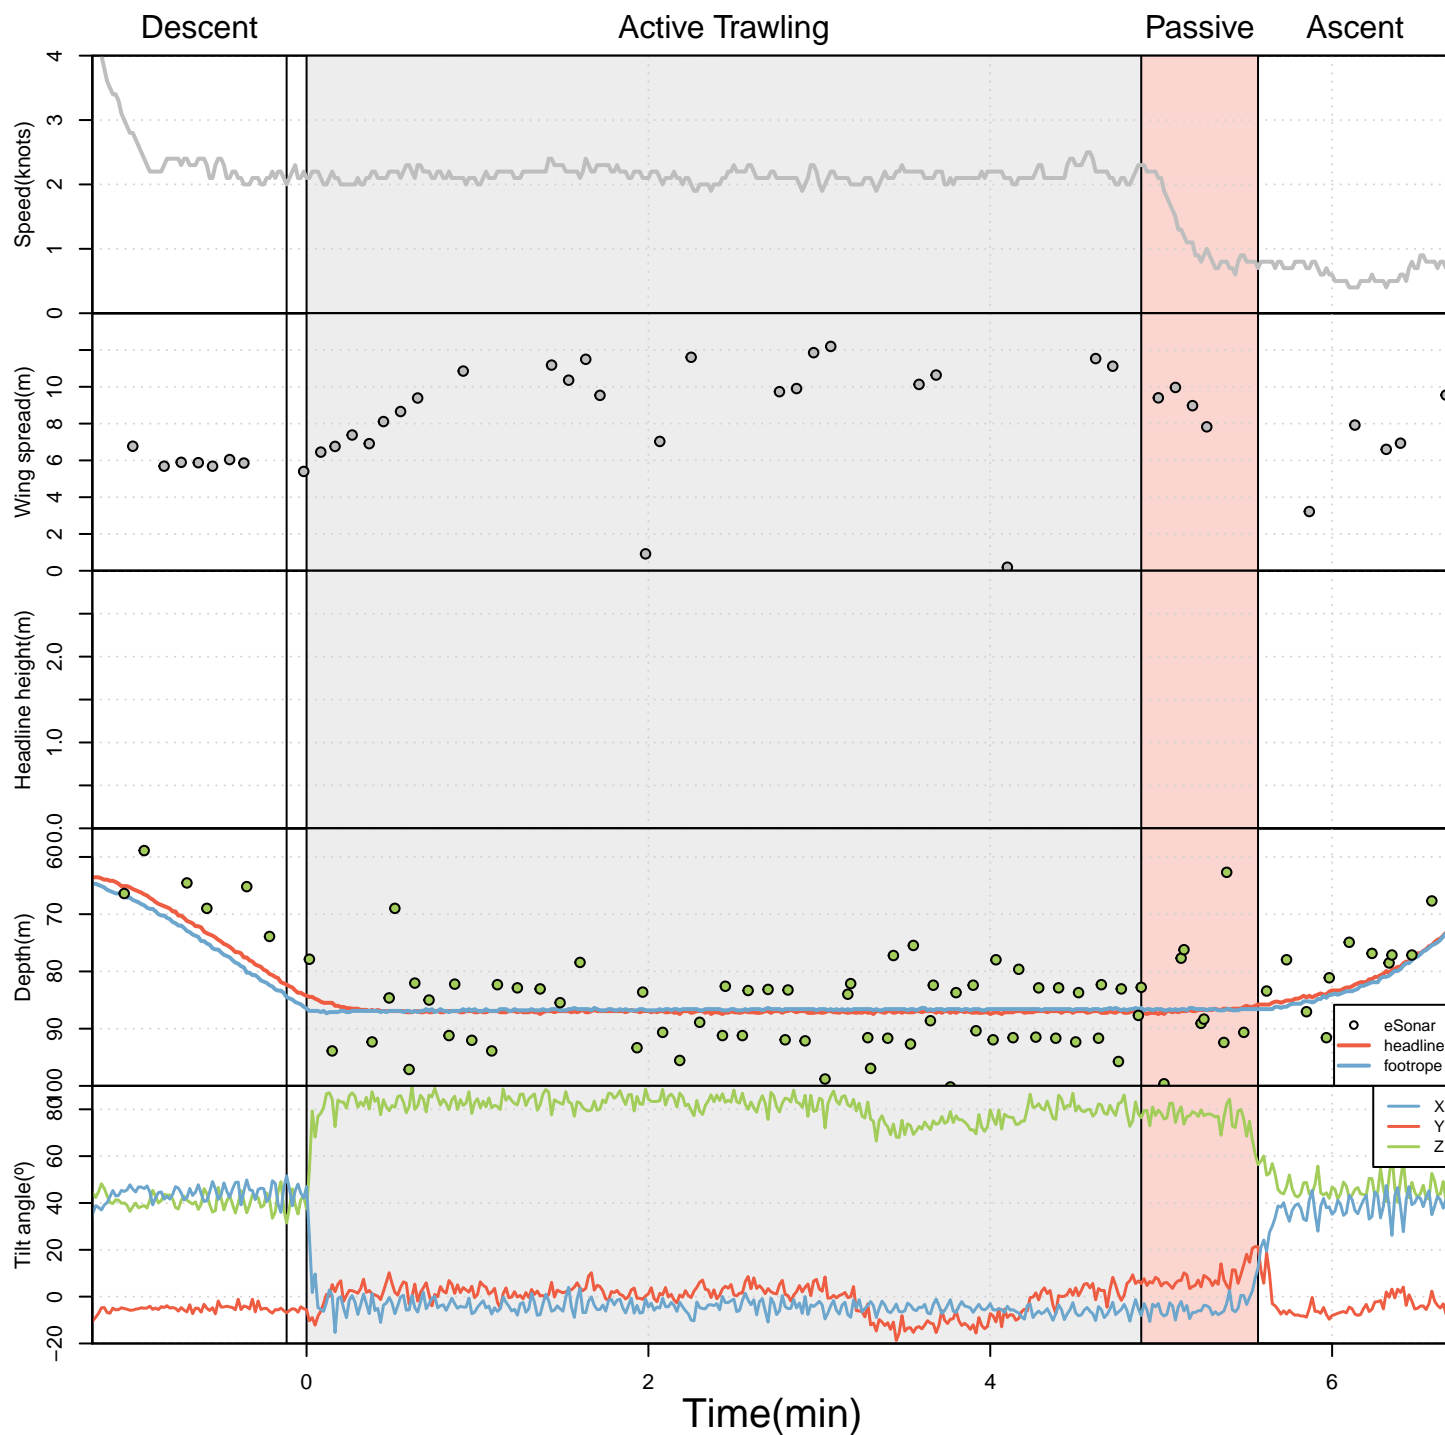 Descent Active Trawling Passive Ascent
Speed(knots)
0 1 2 3 4
Wing spread(m)
0 2 4 6 8 10
Headline height(m)
0.0 1.0 2.0
Depth(m)
60 70 80 90 100
eSonar
headline
footrope
Tilt angle(º)
−20 0 20 40 60 80
X
Y
Z
0 2 4 6
Time(min)